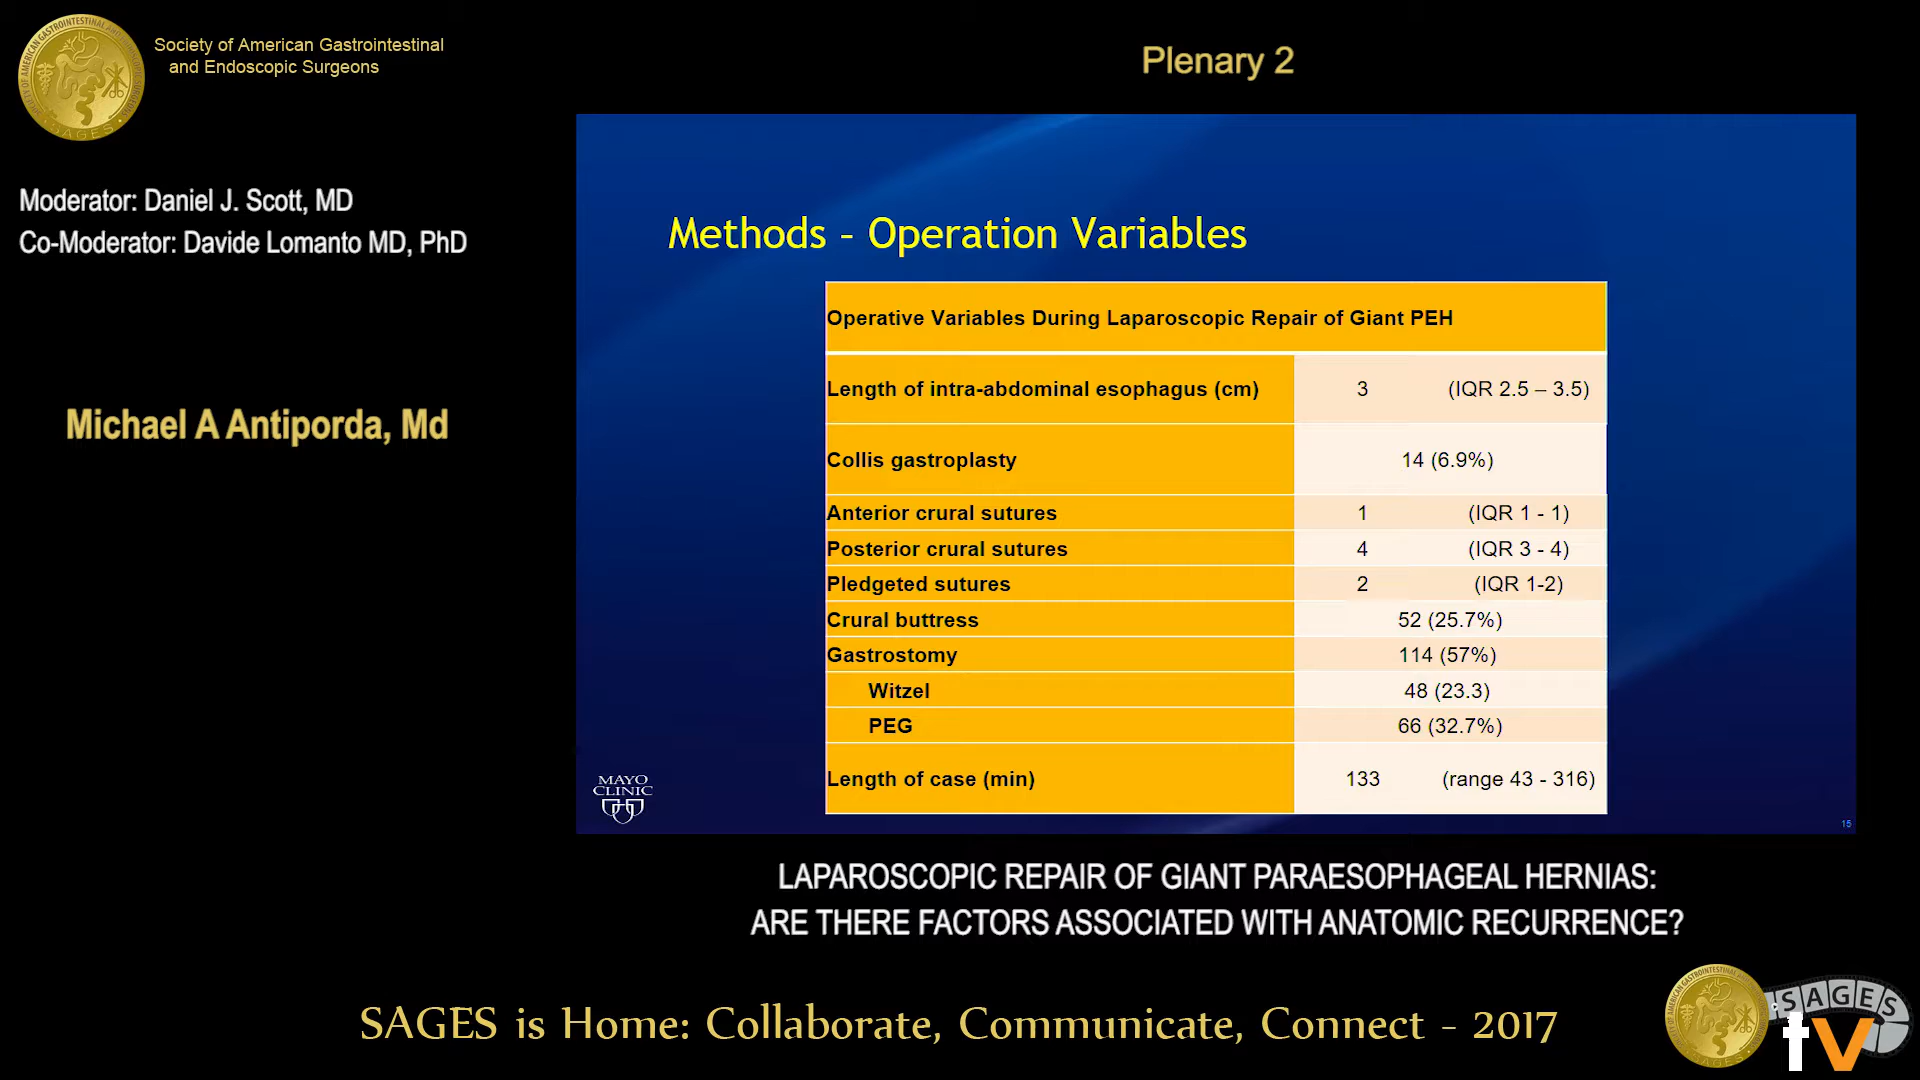 Society of American Gastrointestinal
and Endoscopic Surgeons
Plenary 2
Moderator: Daniel J. Scott, MD
Co-Moderator: Davide Lomanto MD, PhD
Michael A Antiporda, Md
Methods - Operation Variables
Operative Variables During Laparoscopic Repair of Giant PEH
Length of intra-abdominal esophagus (cm) 3 (IQR 2.5 – 3.5)
Collis gastroplasty 14 (6.9%)
Anterior crural sutures 1 (IQR 1 - 1)
Posterior crural sutures 4 (IQR 3 - 4)
Pledgeted sutures 2 (IQR 1-2)
Crural buttress 52 (25.7%)
Gastrostomy 114 (57%)
Witzel 48 (23.3)
PEG 66 (32.7%)
Length of case (min) 133 (range 43 - 316)
MAYO
CLINIC
15
LAPAROSCOPIC REPAIR OF GIANT PARAESOPHAGEAL HERNIAS:
ARE THERE FACTORS ASSOCIATED WITH ANATOMIC RECURRENCE?
SAGES is Home: Collaborate, Communicate, Connect - 2017
SAGES
tv